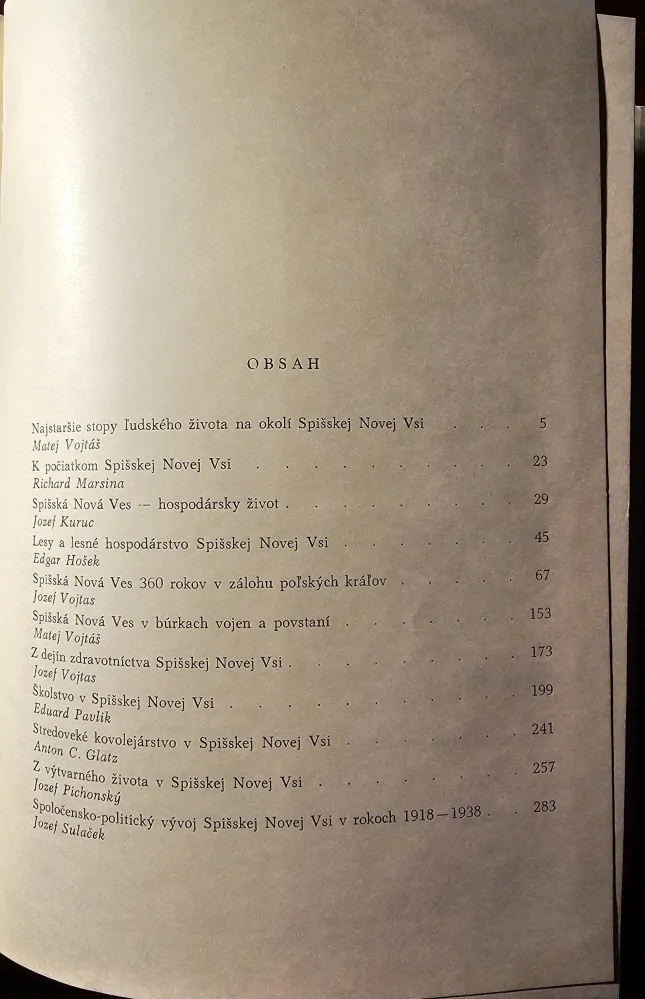 OBSAH
Najstaršie stopy ľudského života na okolí Spišskej Novej Vsi . . . 5
Matej Vojtáš
K počiatkom Spišskej Novej Vsi . . . . . . . 23
Richard Marsina
Spišská Nová Ves — hospodársky život . . . . . . . 29
Jozef Kuruc
Lesy a lesné hospodárstvo Spišskej Novej Vsi . . . . . . 45
Edgar Hošek
Spišská Nová Ves 360 rokov v zálohu poľských kráľov . . . . . 67
Jozef Vojtas
Spišská Nová Ves v búrkach vojen a povstaní . . . . . . 153
Matej Vojtáš
Z dejín zdravotníctva Spišskej Novej Vsi . . . . . . . 173
Jozef Vojtas
Školstvo v Spišskej Novej Vsi . . . . . . . . 199
Eduard Pavlik
Stredoveké kovolejárstvo v Spišskej Novej Vsi . . . . . . 241
Anton C. Glatz
Z výtvarného života v Spišskej Novej Vsi . . . . . . 257
Jozef Pichonský
Spoločensko-politický vývoj Spišskej Novej Vsi v rokoch 1918—1938 . . 283
Jozef Sulaček